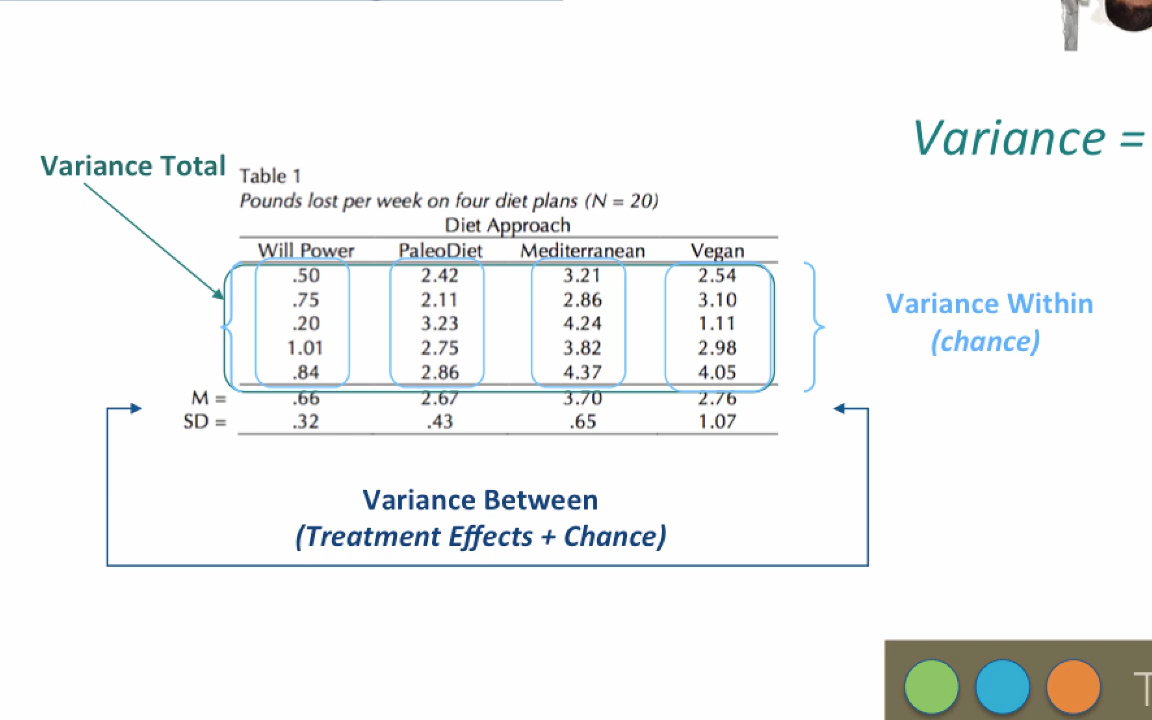 Variance =
Variance Total
Table 1
Pounds lost per week on four diet plans (N = 20)
Diet Approach
Will Power PaleoDiet Mediterranean Vegan
.50 2.42 3.21 2.54
.75 2.11 2.86 3.10
.20 3.23 4.24 1.11
1.01 2.75 3.82 2.98
.84 2.86 4.37 4.05
M = .66 2.67 3.70 2.76
SD = .32 .43 .65 1.07
Variance Within
(chance)
Variance Between
(Treatment Effects + Chance)
T